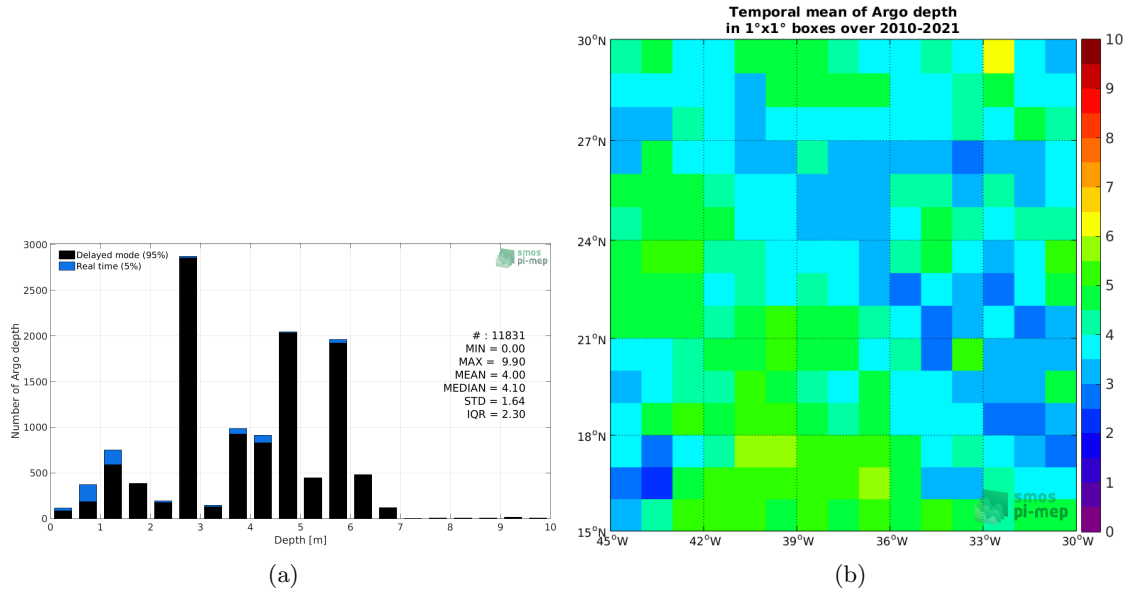 Temporal mean of Argo depth
in 1°x1° boxes over 2010-2021
3000
2500
2000
1500
1000
500
0
Number of Argo depth
Delayed mode (95%)
Real time (5%)
smos
pi-mep
# : 11831
MIN = 0.00
MAX = 9.90
MEAN = 4.00
MEDIAN = 4.10
STD = 1.64
IQR = 2.30
0 1 2 3 4 5 6 7 8 9 10
Depth [m]
(a)
30°N
27°N
24°N
21°N
18°N
15°N
45°W 42°W 39°W 36°W 33°W 30°W
smos
pi-mep
10
9
8
7
6
5
4
3
2
1
0
(b)